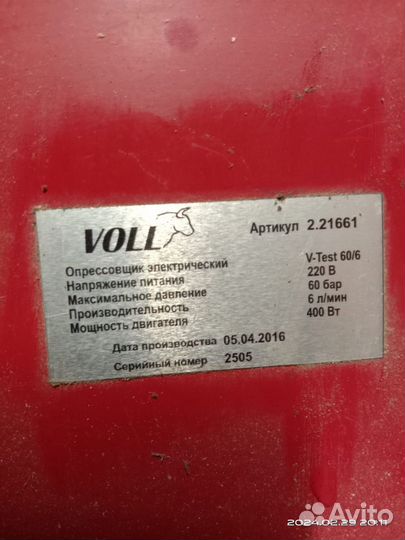 VOLL
Артикул 2.21661
Опрессовщик электрический V-Test 60/6
Напряжение питания 220 В
Максимальное давление 60 бар
Производительность 6 л/мин
Мощность двигателя 400 Вт
Дата производства 05.04.2016
Серийный номер 2505
Avito
2024.02.29 20:11